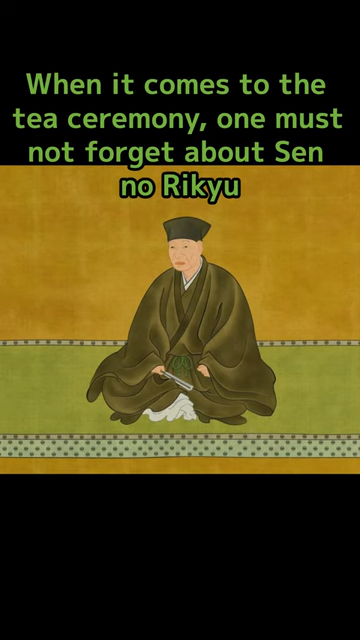 When it comes to the
tea ceremony, one must
not forget about Sen
no Rikyu